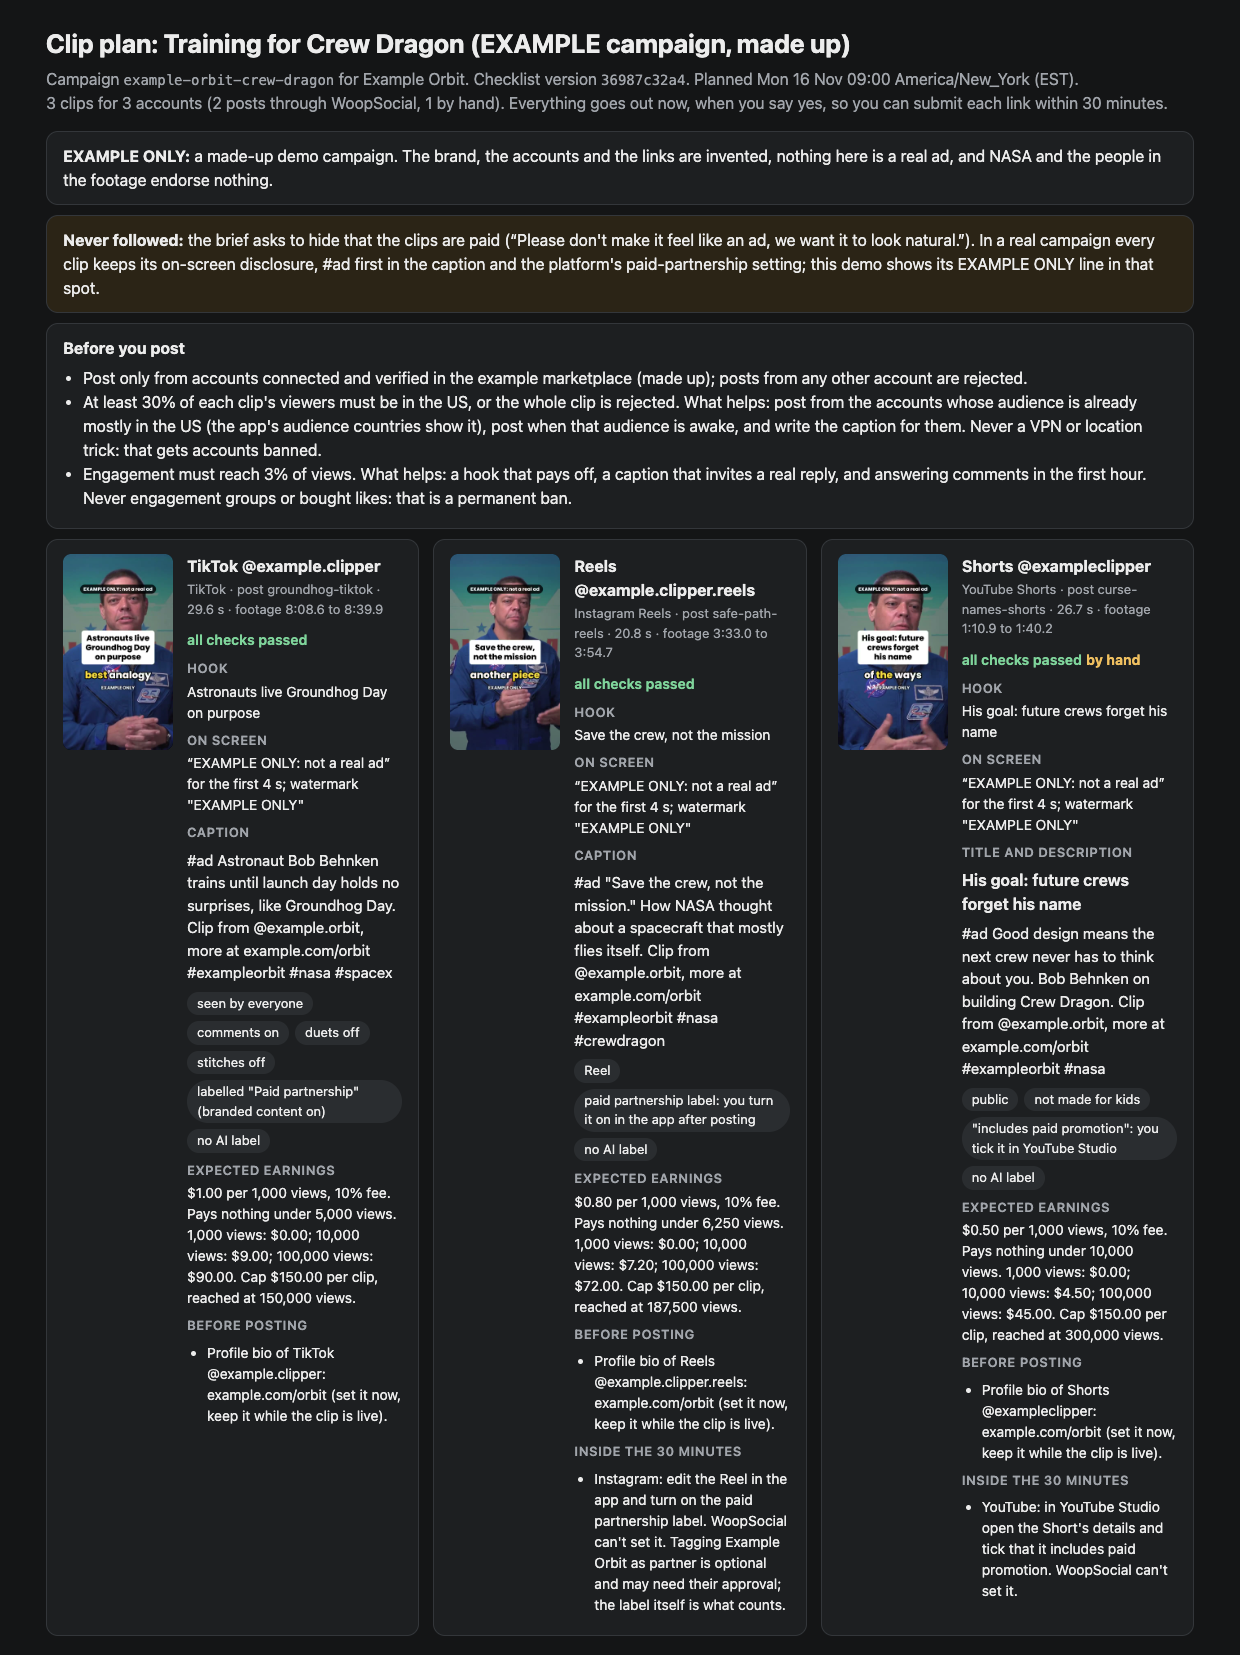 Clip plan: Training for Crew Dragon (EXAMPLE campaign, made up)
Campaign example-orbit-crew-dragon for Example Orbit. Checklist version 36987c32a4. Planned Mon 16 Nov 09:00 America/New_York (EST).
3 clips for 3 accounts (2 posts through WoopSocial, 1 by hand). Everything goes out now, when you say yes, so you can submit each link within 30 minutes.
EXAMPLE ONLY: a made-up demo campaign. The brand, the accounts and the links are invented, nothing here is a real ad, and NASA and the people in
the footage endorse nothing.
Never followed: the brief asks to hide that the clips are paid (“Please don't make it feel like an ad, we want it to look natural.”). In a real campaign every
clip keeps its on-screen disclosure, #ad first in the caption and the platform's paid-partnership setting; this demo shows its EXAMPLE ONLY line in that
spot.
Before you post
• Post only from accounts connected and verified in the example marketplace (made up); posts from any other account are rejected.
• At least 30% of each clip's viewers must be in the US, or the whole clip is rejected. What helps: post from the accounts whose audience is already
mostly in the US (the app's audience countries show it), post when that audience is awake, and write the caption for them. Never a VPN or location
trick: that gets accounts banned.
• Engagement must reach 3% of views. What helps: a hook that pays off, a caption that invites a real reply, and answering comments in the first hour.
Never engagement groups or bought likes: that is a permanent ban.
EXAMPLE ONLY: not a real ad
Astronauts live
Groundhog Day
on purpose
best analogy
EXAMPLE ONLY
TikTok @example.clipper
TikTok · post groundhog-tiktok ·
29.6 s · footage 8:08.6 to 8:39.9
all checks passed
HOOK
Astronauts live Groundhog Day
on purpose
ON SCREEN
“EXAMPLE ONLY: not a real ad”
for the first 4 s; watermark
"EXAMPLE ONLY"
CAPTION
#ad Astronaut Bob Behnken
trains until launch day holds no
surprises, like Groundhog Day.
Clip from @example.orbit,
more at example.com/orbit
#exampleorbit #nasa #spacex
seen by everyone
comments on
duets off
stitches off
labelled "Paid partnership"
(branded content on)
no AI label
EXPECTED EARNINGS
$1.00 per 1,000 views, 10% fee.
Pays nothing under 5,000 views.
1,000 views: $0.00; 10,000
views: $9.00; 100,000 views:
$90.00. Cap $150.00 per clip,
reached at 150,000 views.
BEFORE POSTING
• Profile bio of TikTok
@example.clipper:
example.com/orbit (set it now,
keep it while the clip is live).
EXAMPLE ONLY: not a real ad
Save the crew,
not the mission
another piece
EXAMPLE ONLY
Reels
@example.clipper.reels
Instagram Reels · post safe-path-
reels · 20.8 s · footage 3:33.0 to
3:54.7
all checks passed
HOOK
Save the crew, not the mission
ON SCREEN
“EXAMPLE ONLY: not a real ad”
for the first 4 s; watermark
"EXAMPLE ONLY"
CAPTION
#ad "Save the crew, not the
mission." How NASA thought
about a spacecraft that mostly
flies itself. Clip from
@example.orbit, more at
example.com/orbit
#exampleorbit #nasa
#crewdragon
Reel
paid partnership label: you turn
it on in the app after posting
no AI label
EXPECTED EARNINGS
$0.80 per 1,000 views, 10% fee.
Pays nothing under 6,250 views.
1,000 views: $0.00; 10,000
views: $7.20; 100,000 views:
$72.00. Cap $150.00 per clip,
reached at 187,500 views.
BEFORE POSTING
• Profile bio of Reels
@example.clipper.reels:
example.com/orbit (set it now,
keep it while the clip is live).
INSIDE THE 30 MINUTES
• Instagram: edit the Reel in the
app and turn on the paid
partnership label. WoopSocial
can't set it. Tagging Example
Orbit as partner is optional
and may need their approval;
the label itself is what counts.
EXAMPLE ONLY: not a real ad
His goal: future
crews forget
his name
of the ways
EXAMPLE ONLY
Shorts @exampleclipper
YouTube Shorts · post curse-
names-shorts · 26.7 s · footage
1:10.9 to 1:40.2
all checks passed by hand
HOOK
His goal: future crews forget his
name
ON SCREEN
“EXAMPLE ONLY: not a real ad”
for the first 4 s; watermark
"EXAMPLE ONLY"
TITLE AND DESCRIPTION
His goal: future crews
forget his name
#ad Good design means the
next crew never has to think
about you. Bob Behnken on
building Crew Dragon. Clip
from @example.orbit, more at
example.com/orbit
#exampleorbit #nasa
public
not made for kids
"includes paid promotion": you
tick it in YouTube Studio
no AI label
EXPECTED EARNINGS
$0.50 per 1,000 views, 10% fee.
Pays nothing under 10,000
views. 1,000 views: $0.00;
10,000 views: $4.50; 100,000
views: $45.00. Cap $150.00 per
clip, reached at 300,000 views.
BEFORE POSTING
• Profile bio of Shorts
@exampleclipper:
example.com/orbit (set it now,
keep it while the clip is live).
INSIDE THE 30 MINUTES
• YouTube: in YouTube Studio
open the Short's details and
tick that it includes paid
promotion. WoopSocial can't
set it.